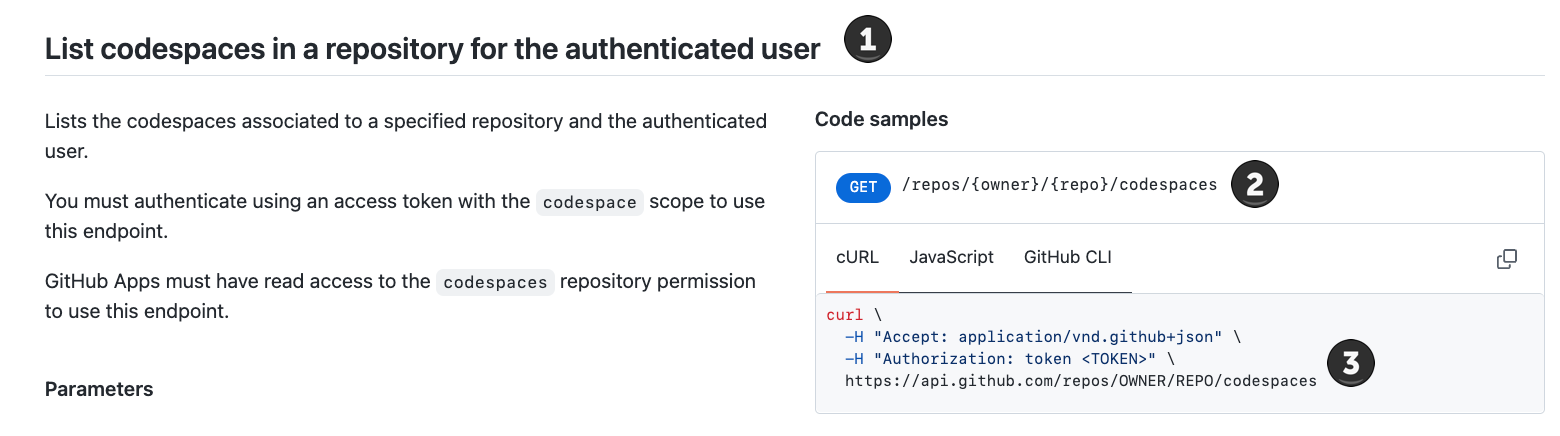 List codespaces in a repository for the authenticated user
1
Lists the codespaces associated to a specified repository and the authenticated
user.
You must authenticate using an access token with the codespace scope to use
this endpoint.
GitHub Apps must have read access to the codespaces repository permission
to use this endpoint.
Parameters
Code samples
GET /repos/{owner}/{repo}/codespaces
2
cURL JavaScript GitHub CLI
curl \
-H "Accept: application/vnd.github+json" \
-H "Authorization: token <TOKEN>" \
https://api.github.com/repos/OWNER/REPO/codespaces
3